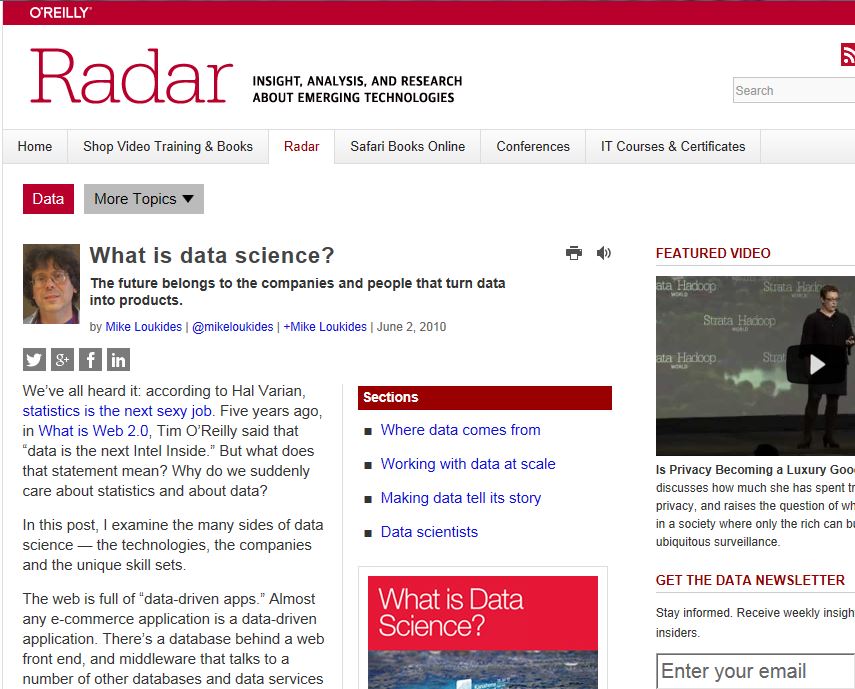 O'REILLY
Radar
INSIGHT, ANALYSIS, AND RESEARCH
ABOUT EMERGING TECHNOLOGIES
Search
Home
Shop Video Training & Books
Radar
Safari Books Online
Conferences
IT Courses & Certificates
Data
More Topics
What is data science?
The future belongs to the companies and people that turn data
into products.
by Mike Loukides | @mikeloukides | +Mike Loukides | June 2, 2010
We've all heard it: according to Hal Varian,
statistics is the next sexy job. Five years ago,
in What is Web 2.0, Tim O'Reilly said that
“data is the next Intel Inside.” But what does
that statement mean? Why do we suddenly
care about statistics and about data?
In this post, I examine the many sides of data
science — the technologies, the companies
and the unique skill sets.
The web is full of “data-driven apps.” Almost
any e-commerce application is a data-driven
application. There's a database behind a web
front end, and middleware that talks to a
number of other databases and data services
Sections
Where data comes from
Working with data at scale
Making data tell its story
Data scientists
What is Data
Science?
FEATURED VIDEO
ata Hadoop
WORLD
Strata Hadoop
WORLD
Strata Hadoop
WORLD
ata Hadoop
WORLD
Strat
Is Privacy Becoming a Luxury Goo
discusses how much she has spent tr
privacy, and raises the question of wh
in a society where only the rich can bu
ubiquitous surveillance.
GET THE DATA NEWSLETTER
Stay informed. Receive weekly insigh
insiders.
Enter your email